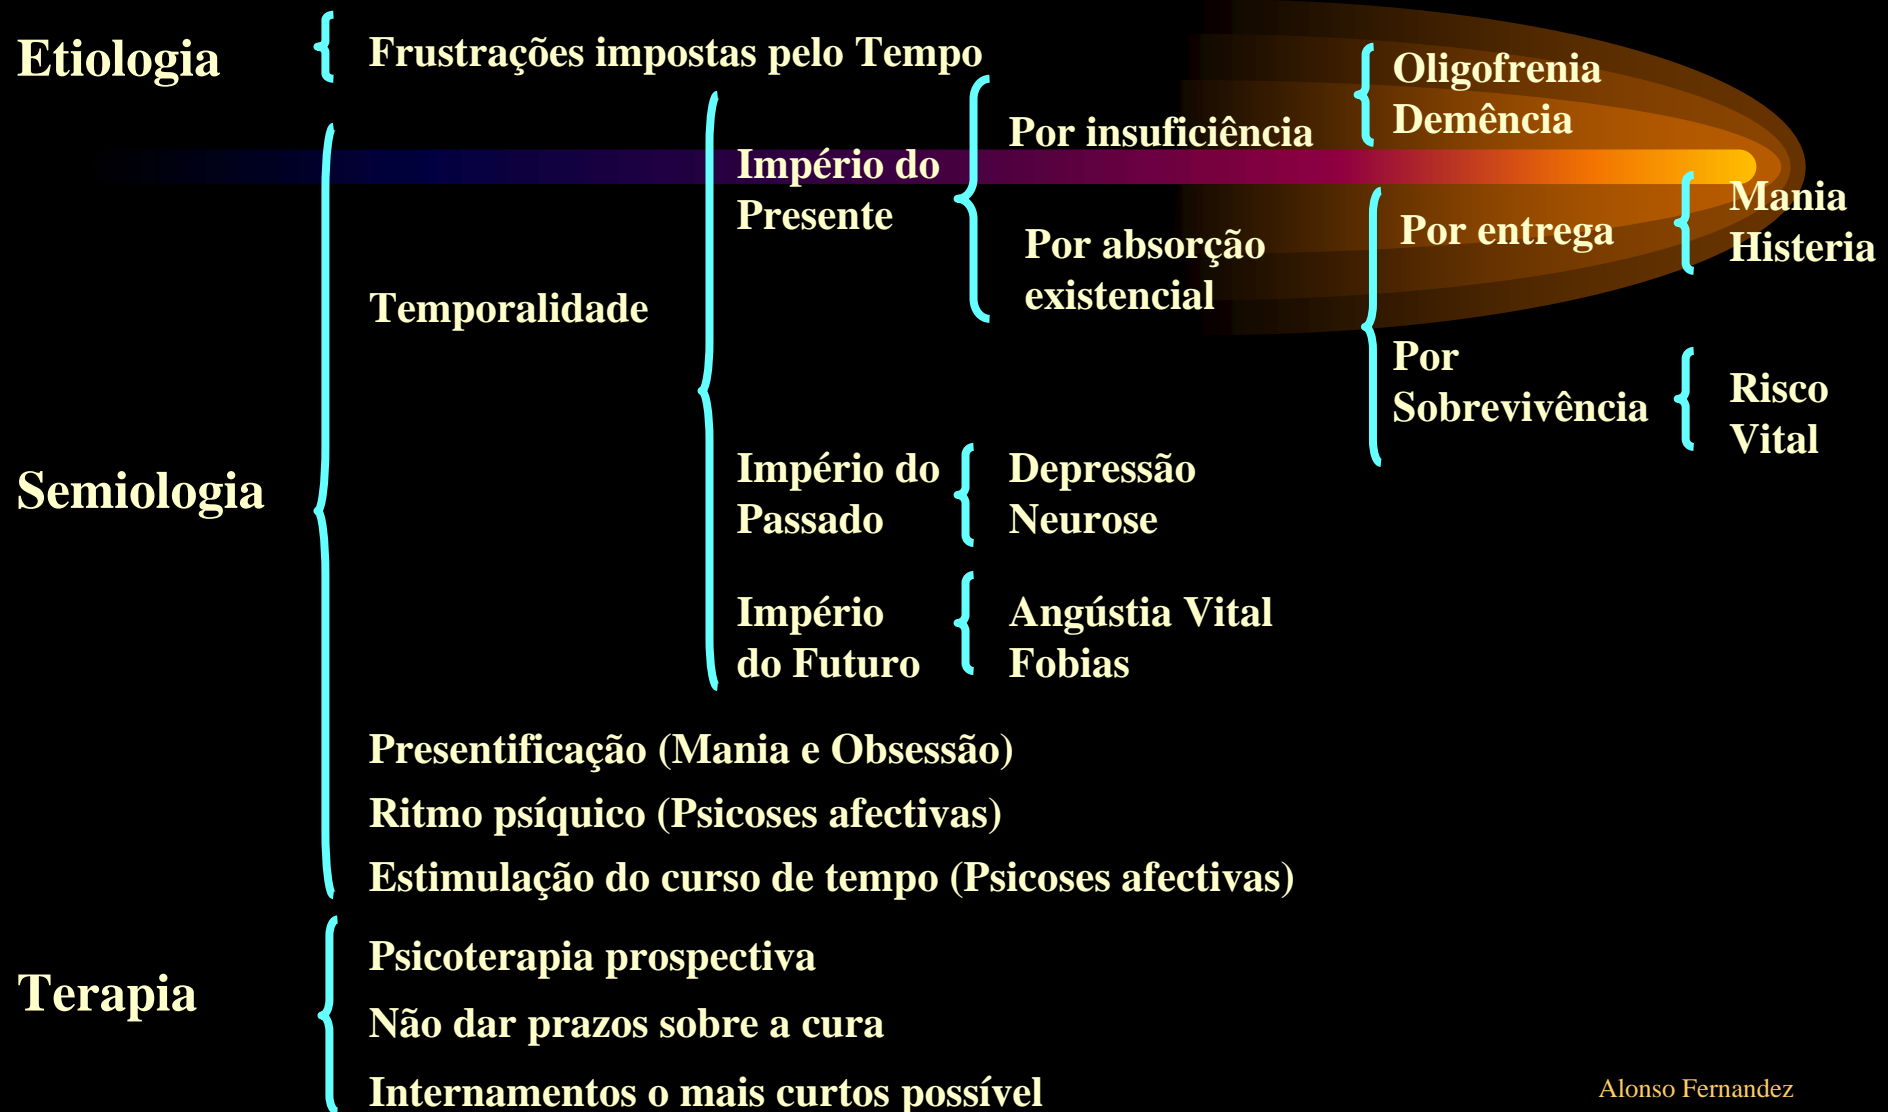 Etiologia
Frustrações impostas pelo Tempo
Semiologia
Temporalidade
Império do
Presente
Por insuficiência
Oligofrenia
Demência
Por absorção
existencial
Por entrega
Mania
Histeria
Por
Sobrevivência
Risco
Vital
Império do
Passado
Depressão
Neurose
Império
do Futuro
Angústia Vital
Fobias
Presentificação (Mania e Obsessão)
Ritmo psíquico (Psicoses afectivas)
Estimulação do curso de tempo (Psicoses afectivas)
Terapia
Psicoterapia prospectiva
Não dar prazos sobre a cura
Internamentos o mais curtos possível
Alonso Fernandez